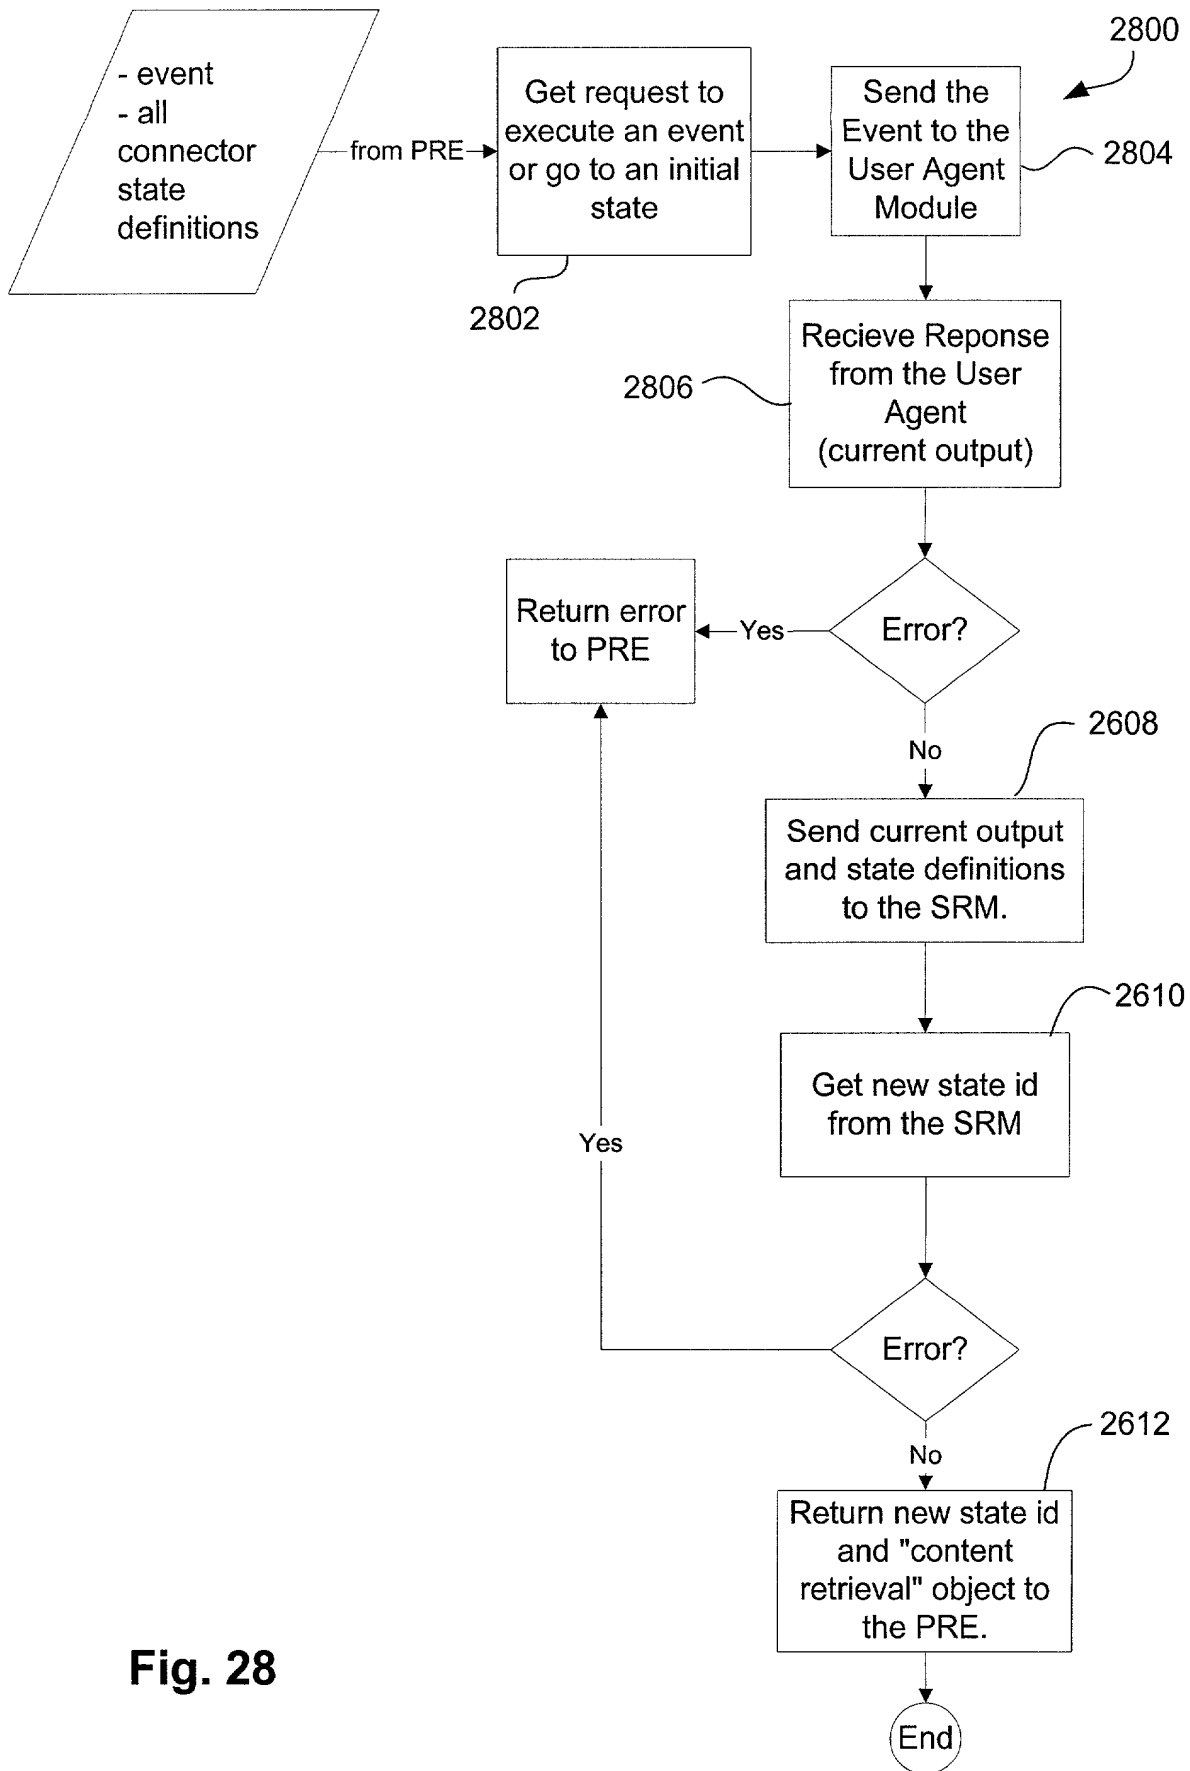 2800
- event
- all
connector
state
definitions
from PRE
Get request to
execute an event
or go to an initial
state
2802
Send the
Event to the
User Agent
Module
2804
Recieve Reponse
from the User
Agent
(current output)
2806
Error?
Yes
Return error
to PRE
No
2608
Send current output
and state definitions
to the SRM.
2610
Get new state id
from the SRM
Yes
Error?
No
2612
Return new state id
and "content
retrieval" object to
the PRE.
End
Fig. 28